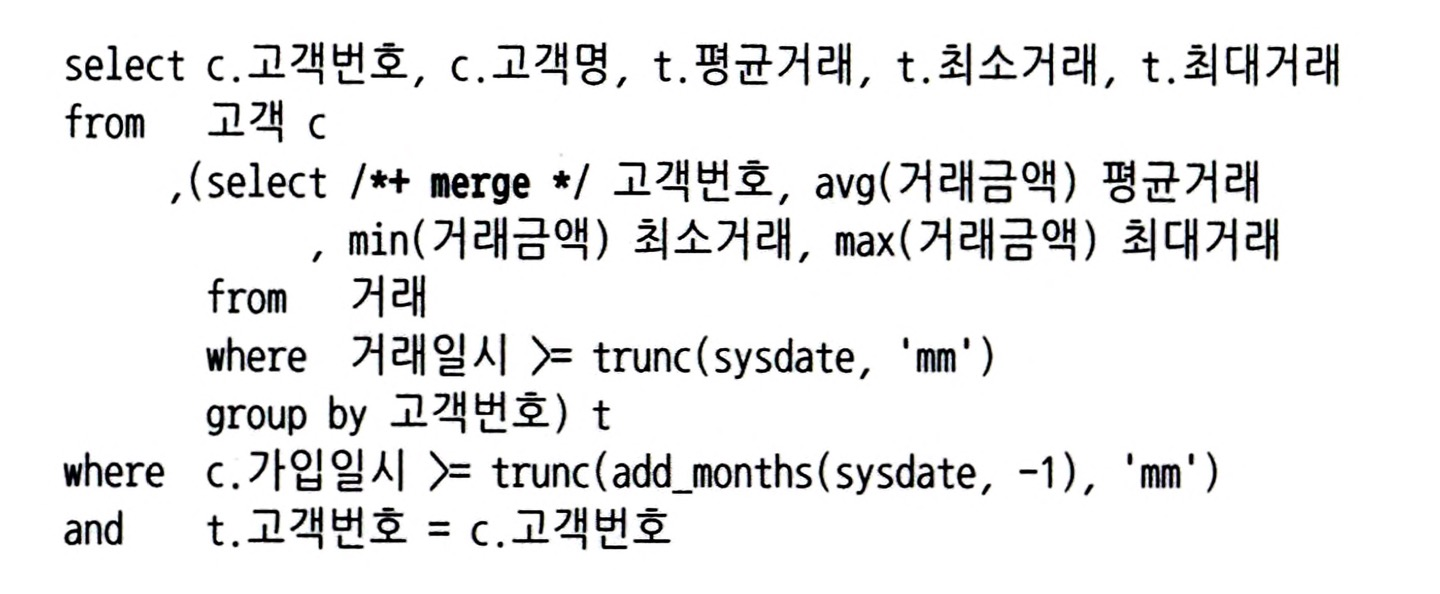 select c.고객번호, c.고객명, t.평균거래, t.최소거래, t.최대거래
from 고객 c
,(select /*+ merge */ 고객번호, avg(거래금액) 평균거래
, min(거래금액) 최소거래, max(거래금액) 최대거래
from 거래
where 거래일시 >= trunc(sysdate, 'mm')
group by 고객번호) t
where c.가입일시 >= trunc(add_months(sysdate, -1), 'mm')
and t.고객번호 = c.고객번호